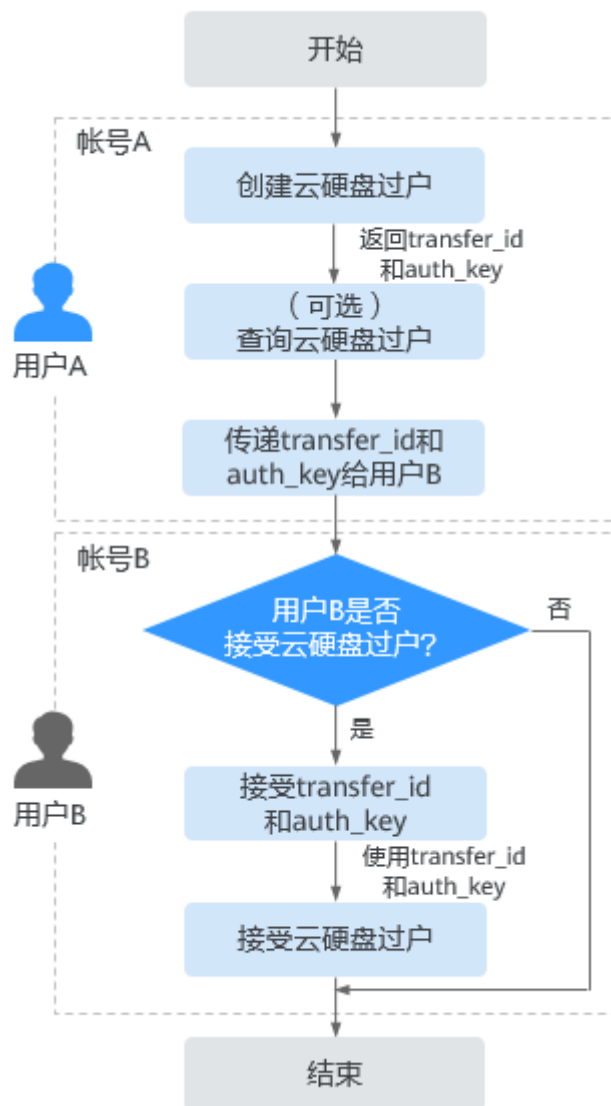 开始
帐号A
创建云硬盘过户
返回transfer_id
和auth_key
（可选）
查询云硬盘过户
用户A
传递transfer_id和
auth_key给用户B
帐号B
用户B是否
接受云硬盘过户?
否
是
用户B
接受transfer_id
和auth_key
使用transfer_id
和auth_key
接受云硬盘过户
结束